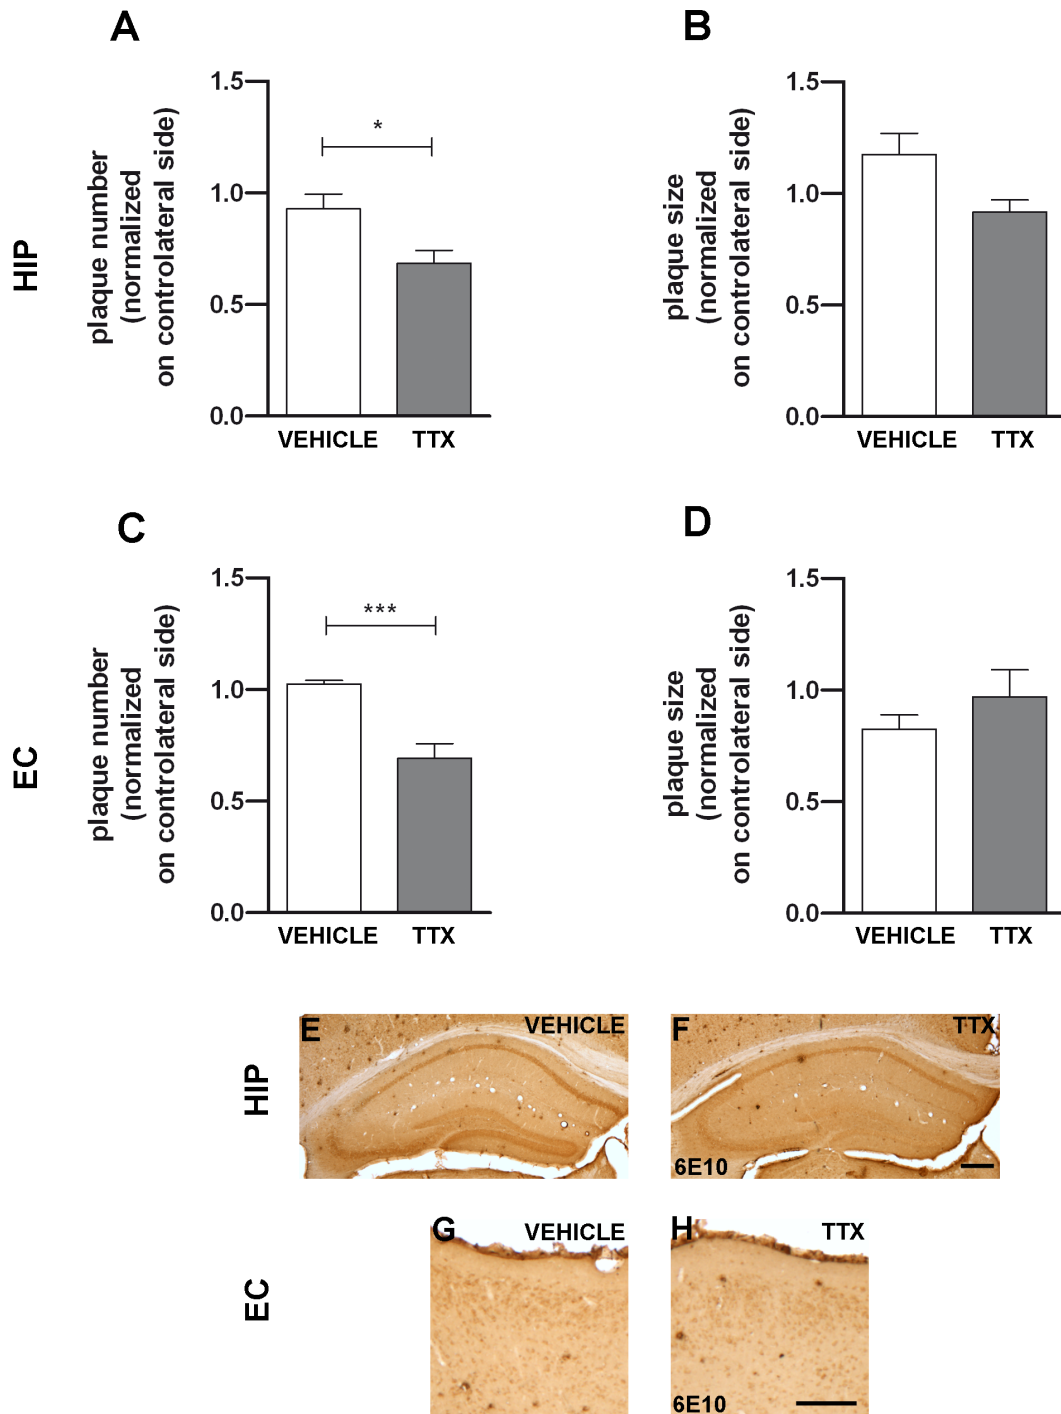 A
HIP
plaque number
(normalized
on controlateral side)
1.5
1.0
0.5
0.0
*
VEHICLE TTX
B
plaque size
(normalized
on controlateral side)
1.5
1.0
0.5
0.0
VEHICLE TTX
C
EC
plaque number
(normalized
on controlateral side)
1.5
1.0
0.5
0.0
***
VEHICLE TTX
D
plaque size
(normalized
on controlateral side)
1.5
1.0
0.5
0.0
VEHICLE TTX
HIP
E VEHICLE
F TTX
6E10
EC
G VEHICLE
H TTX
6E10